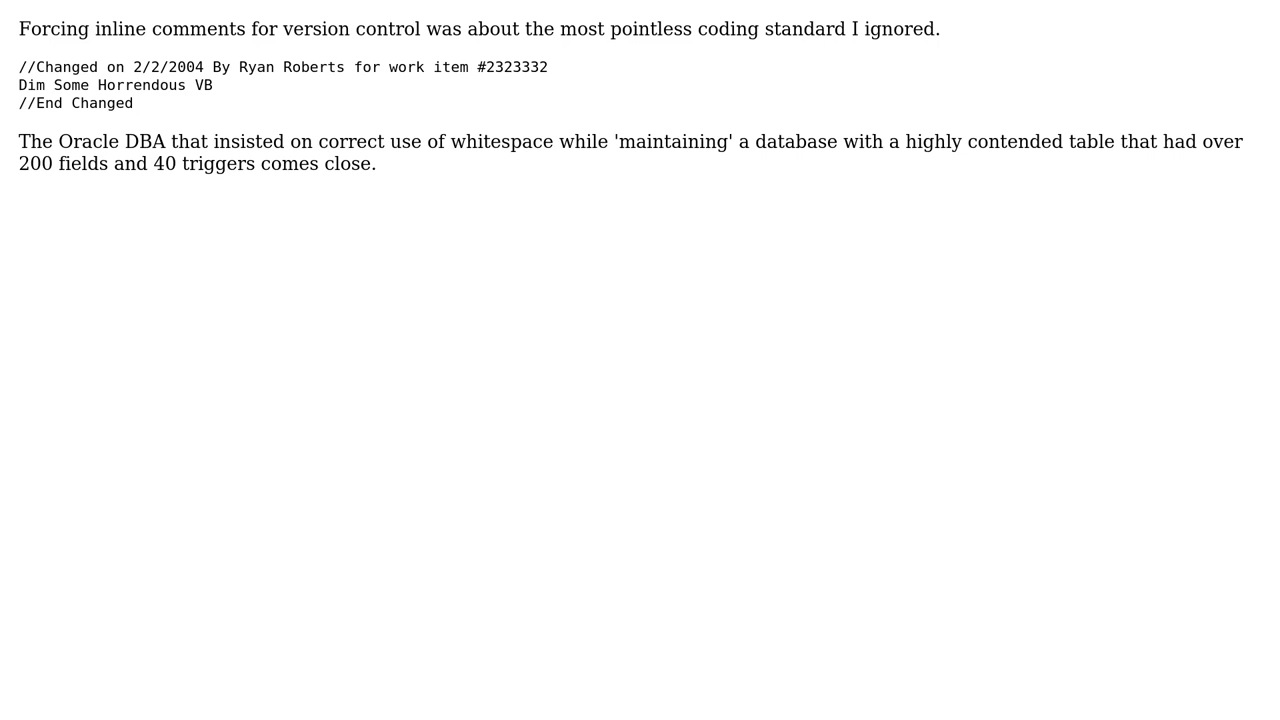 Forcing inline comments for version control was about the most pointless coding standard I ignored.
//Changed on 2/2/2004 By Ryan Roberts for work item #2323332
Dim Some Horrendous VB
//End Changed
The Oracle DBA that insisted on correct use of whitespace while 'maintaining' a database with a highly contended table that had over
200 fields and 40 triggers comes close.